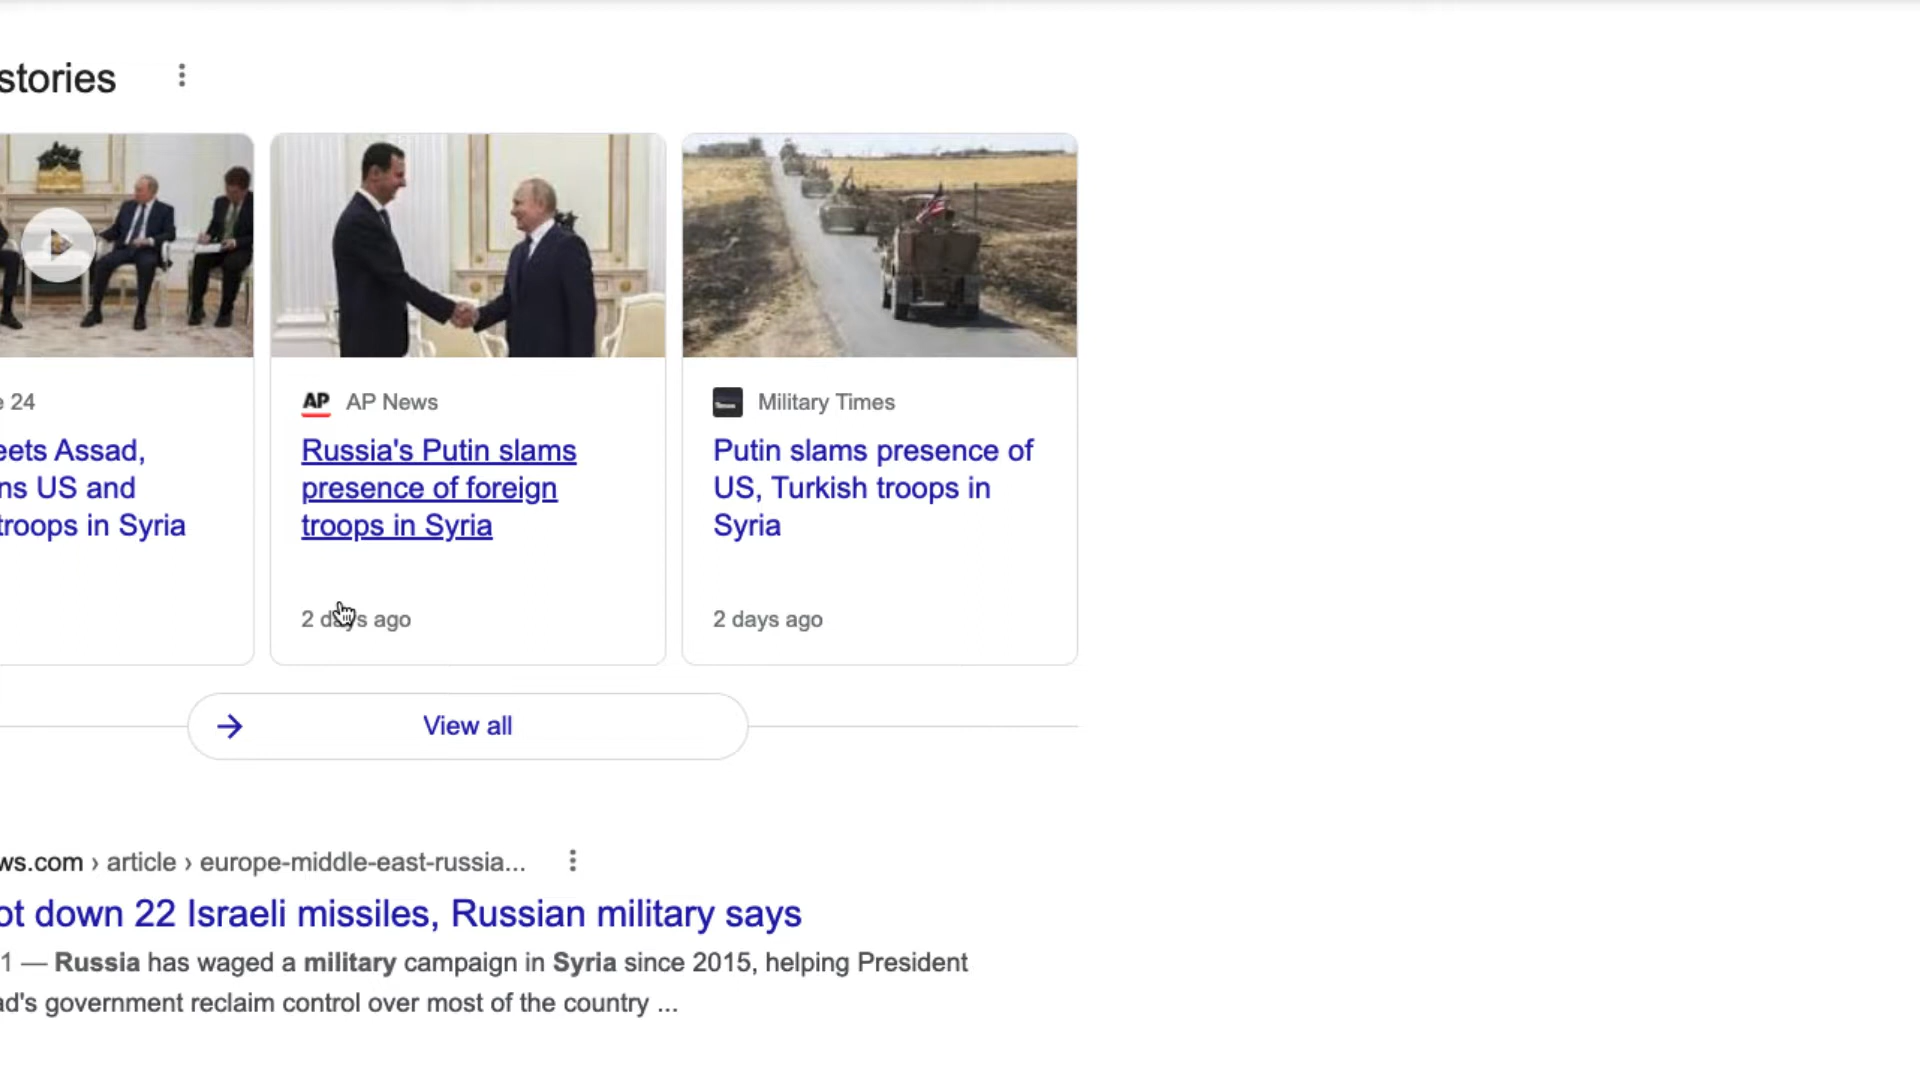 stories
e 24
eets Assad,
ns US and
troops in Syria
AP AP News
Russia's Putin slams
presence of foreign
troops in Syria
2 days ago
Military Times
Putin slams presence of
US, Turkish troops in
Syria
2 days ago
View all
ws.com › article › europe-middle-east-russia...
ot down 22 Israeli missiles, Russian military says
1 — Russia has waged a military campaign in Syria since 2015, helping President
ad's government reclaim control over most of the country ...